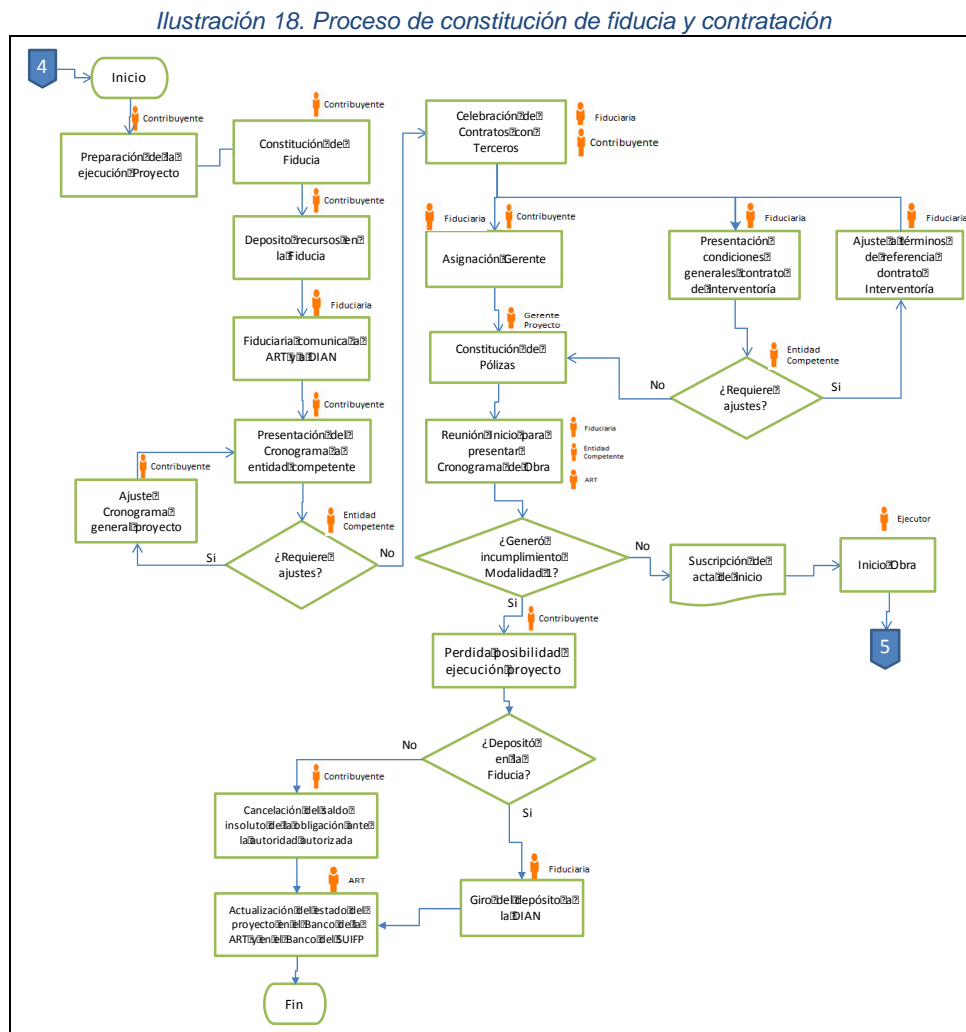 Ilustración 18. Proceso de constitución de fiducia y contratación
4
Inicio
Contribuyente
Preparación de la
ejecución Proyecto
Contribuyente
Constitución de
Fiducia
Contribuyente
Deposito recursos en
la Fiducia
Fiduciaria
Fiduciaria comunica a
ART y a DIAN
Contribuyente
Presentación del
Cronograma a
entidad competente
Contribuyente
Ajuste
Cronograma
general proyecto
Entidad
Competente
¿Requiere
ajustes?
Si
No
Celebración de
Contratos con
Terceros
Fiduciaria
Contribuyente
Fiduciaria
Contribuyente
Asignación Gerente
Fiduciaria
Presentación
condiciones
generales contrato
de interventoría
Fiduciaria
Ajuste a términos
de referencia
dontrato
Interventoría
Gerente
Proyecto
Constitución de
Pólizas
Entidad
Competente
¿Requiere
ajustes?
No
Si
Reunión Inicio para
presentar
Cronograma de Obra
Fiduciaria
Entidad
Competente
ART
¿Generó
incumplimiento
Modalidad 1?
No
Si
Suscripción de
acta de inicio
Ejecutor
Inicio Obra
5
Contribuyente
Perdida posibilidad
ejecución proyecto
¿Depositó
en la
Fiducia?
No
Si
Contribuyente
Cancelación del saldo
insoluto de la obligación ante
la autoridad autorizada
Fiduciaria
Giro del depósito a
la DIAN
ART
Actualización del estado del
proyecto en el Banco de la
ART y en el Banco del SUIFP
Fin